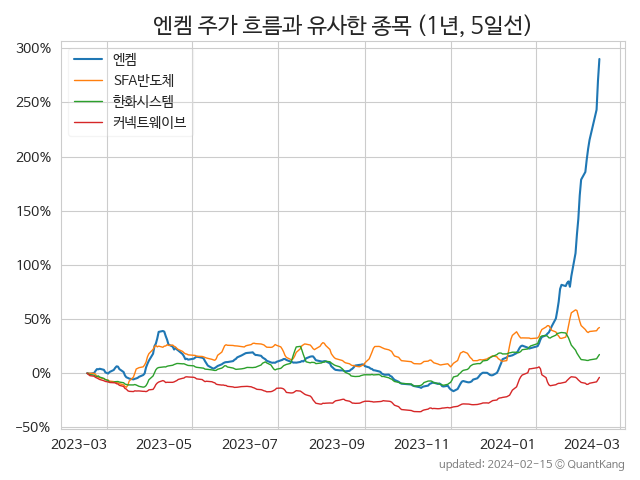 엔켐 주가 흐름과 유사한 종목 (1년, 5일선)
300%
250%
200%
150%
100%
50%
0%
−50%
엔켐
SFA반도체
한화시스템
커넥트웨이브
2023−03
2023−05
2023−07
2023−09
2023−11
2024−01
2024−03
updated: 2024-02-15 © QuantKang